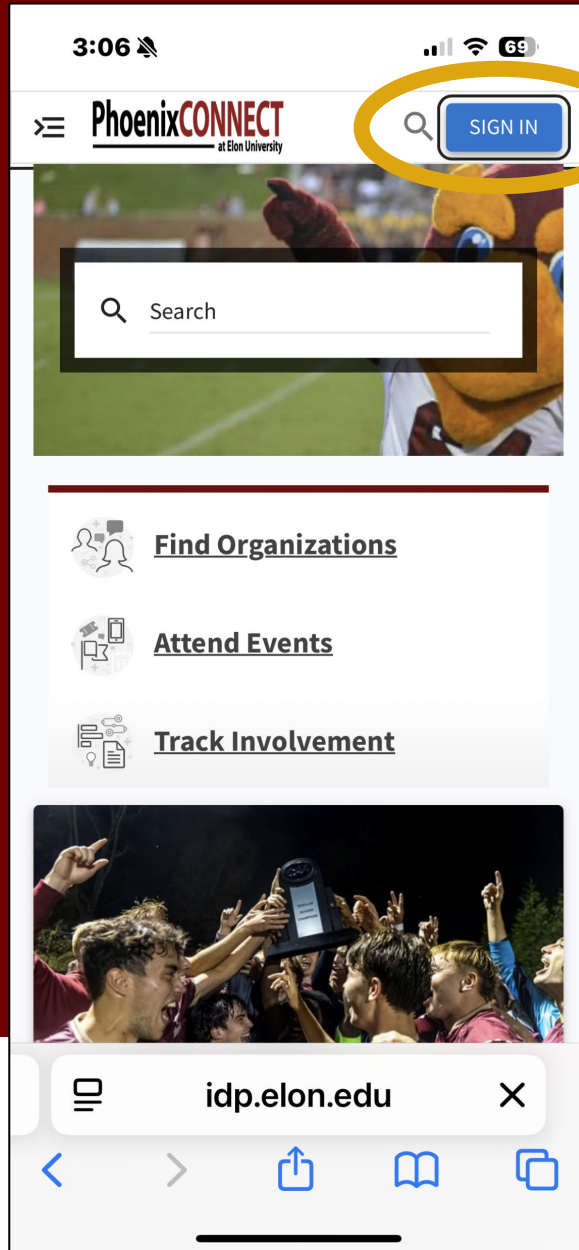 3:06
69
PhoenixCONNECT
at Elon University
SIGN IN
Search
Find Organizations
Attend Events
Track Involvement
idp.elon.edu